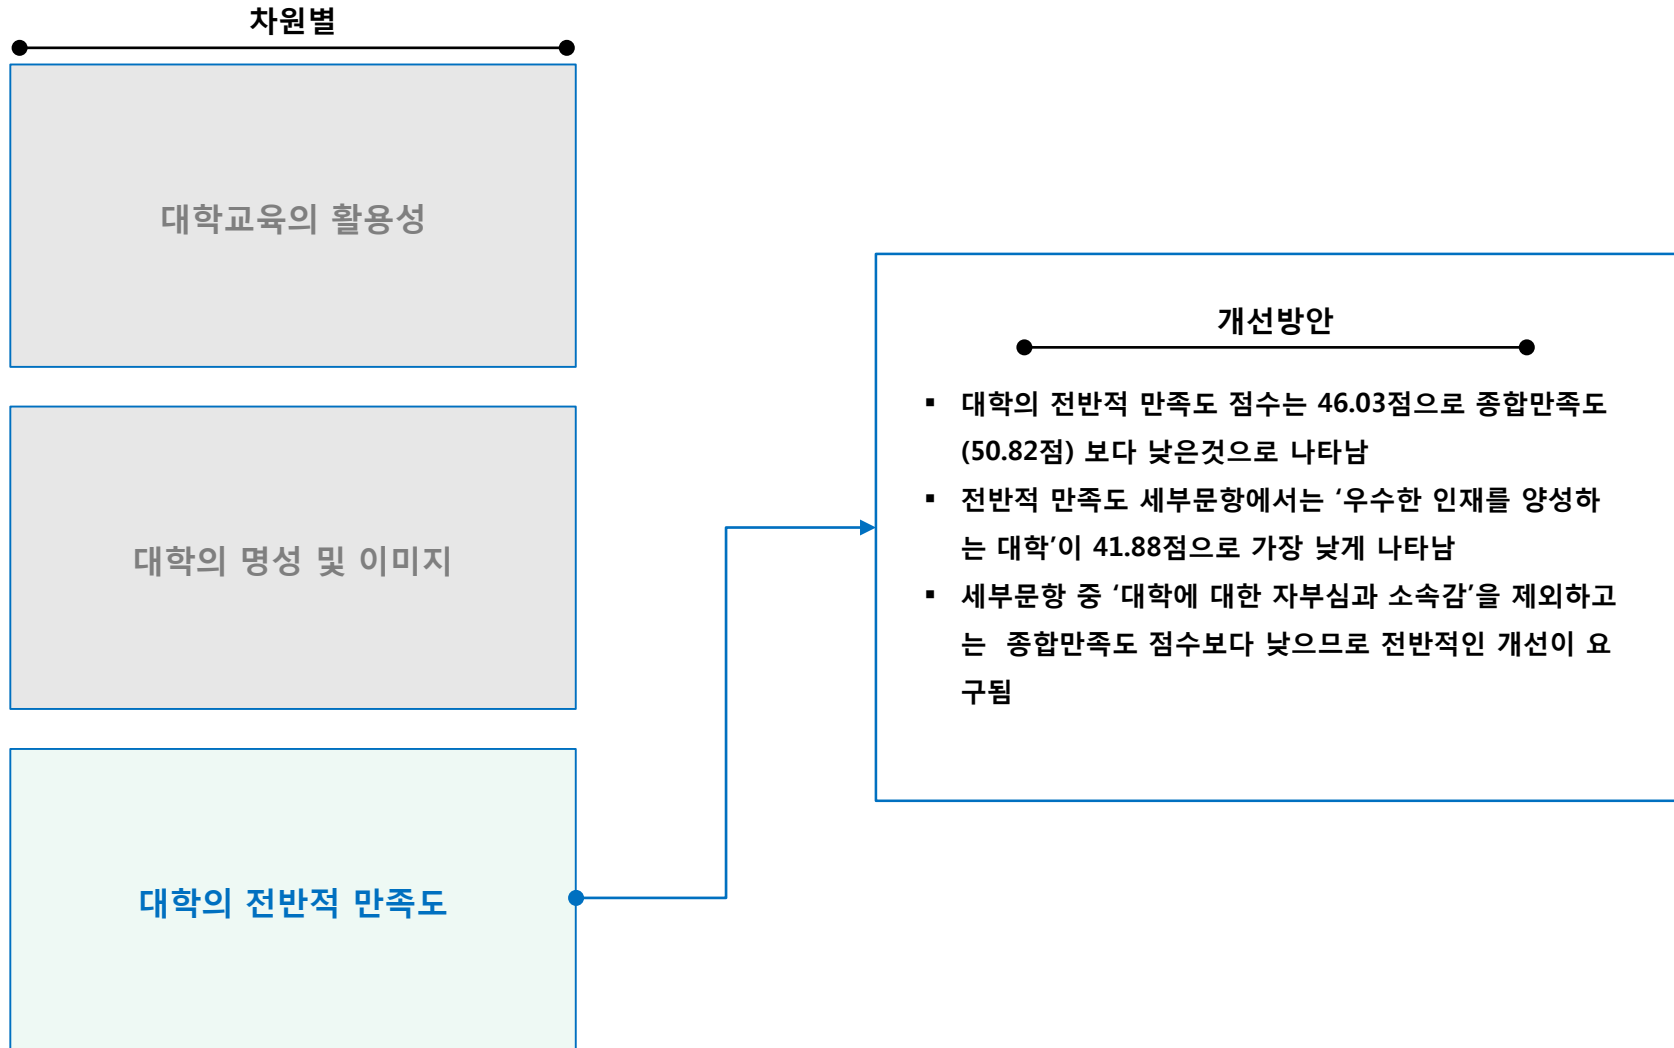 차원별
대학교육의 활용성
대학의 명성 및 이미지
대학의 전반적 만족도
개선방안
▪ 대학의 전반적 만족도 점수는 46.03점으로 종합만족도
(50.82점) 보다 낮은것으로 나타남
▪ 전반적 만족도 세부문항에서는 ‘우수한 인재를 양성하
는 대학’이 41.88점으로 가장 낮게 나타남
▪ 세부문항 중 ‘대학에 대한 자부심과 소속감’을 제외하고
는  종합만족도 점수보다 낮으므로 전반적인 개선이 요
구됨